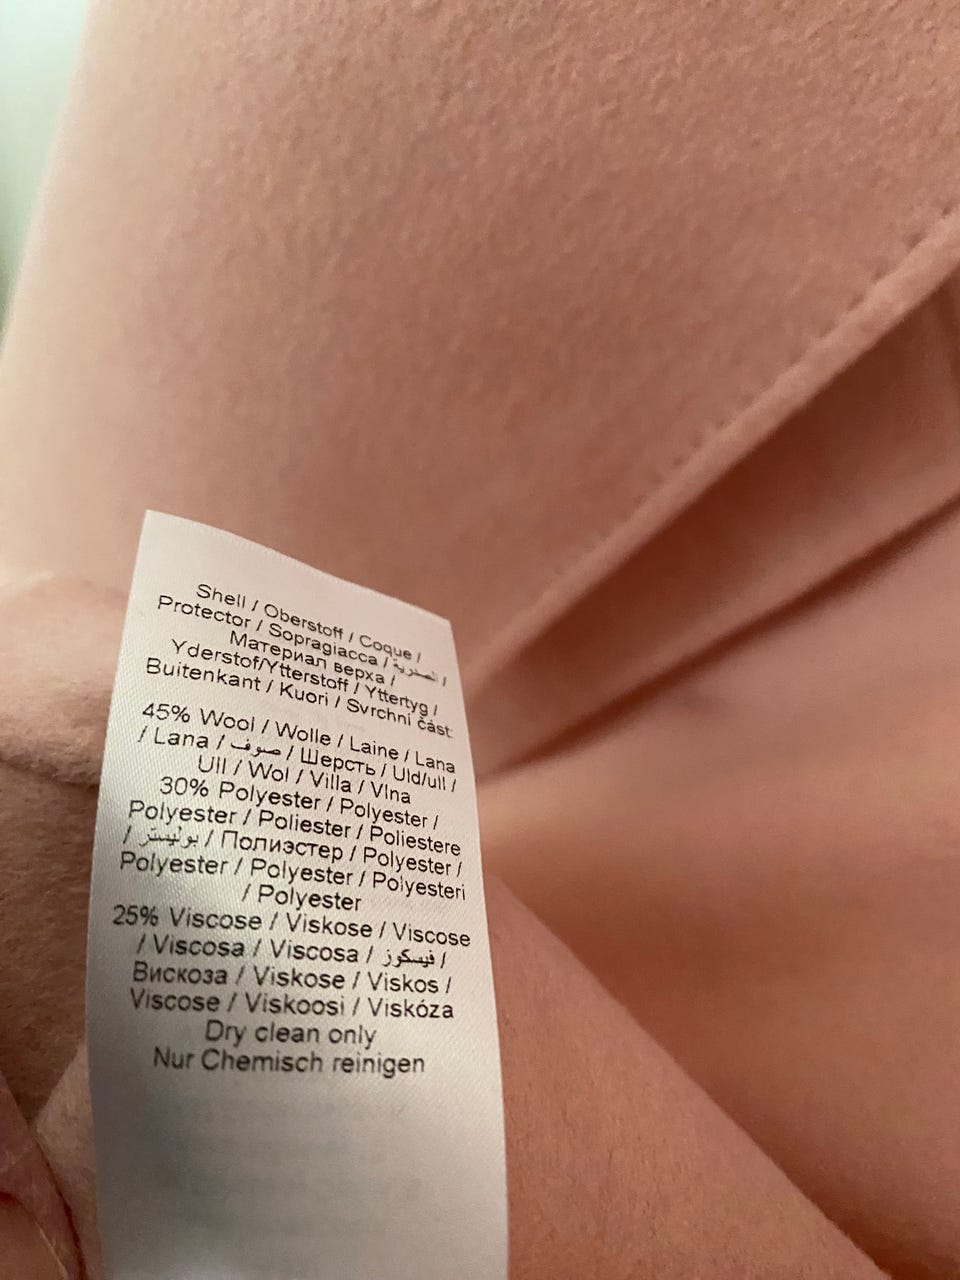 Shell / Oberstoff / Coque /
Protector / Sopragiacca / الصدرية /
Материал верха /
Yderstof/Ytterstoff / Yttertyg /
Buitenkant / Kuori / Svrchní část:
45% Wool / Wolle / Laine / Lana
/ Lana / صوف / Шерсть / Uld/ull /
Ull / Wol / Villa / Vlna
30% Polyester / Polyester /
Polyester / Poliester / Poliestere
/ بوليستر / Полиэстер / Polyester /
Polyester / Polyester / Polyesteri
/ Polyester
25% Viscose / Viskose / Viscose
/ Viscosa / Viscosa / فيسكوز /
Вискоза / Viskose / Viskos /
Viscose / Viskoosi / Viskóza
Dry clean only
Nur Chemisch reinigen